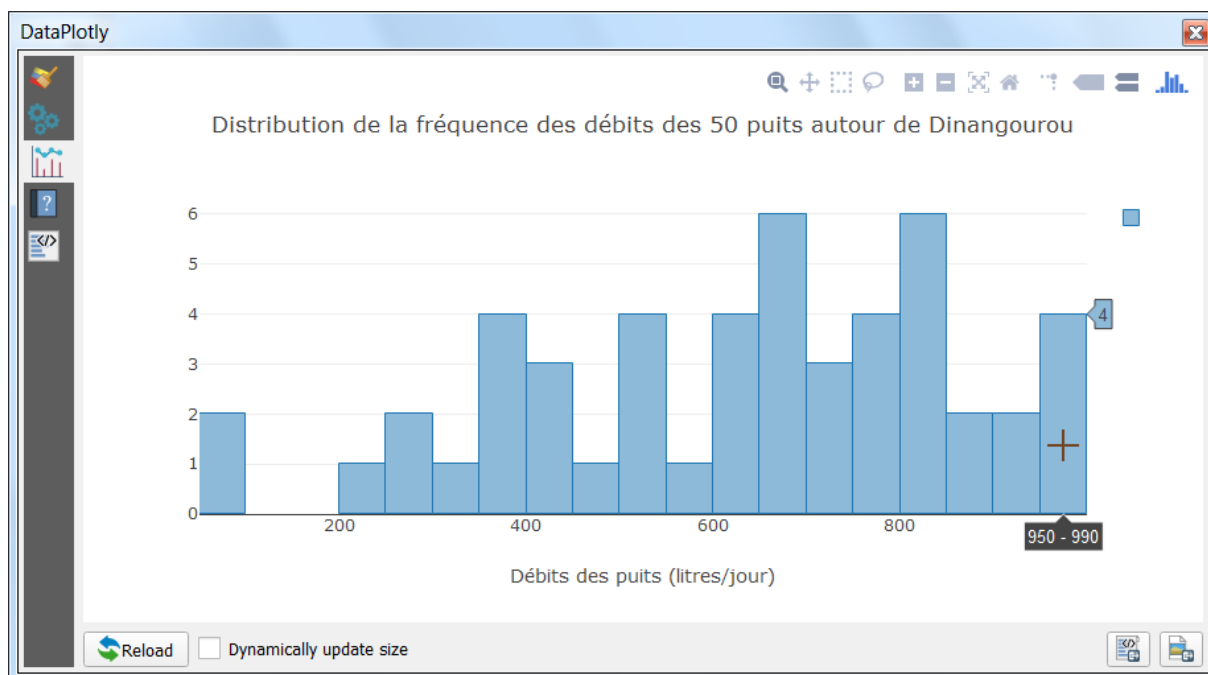 DataPlotly
Distribution de la fréquence des débits des 50 puits autour de Dinangourou
6
5
4
3
2
1
0
4
200
400
600
800
950 - 990
Débits des puits (litres/jour)
Reload
Dynamically update size